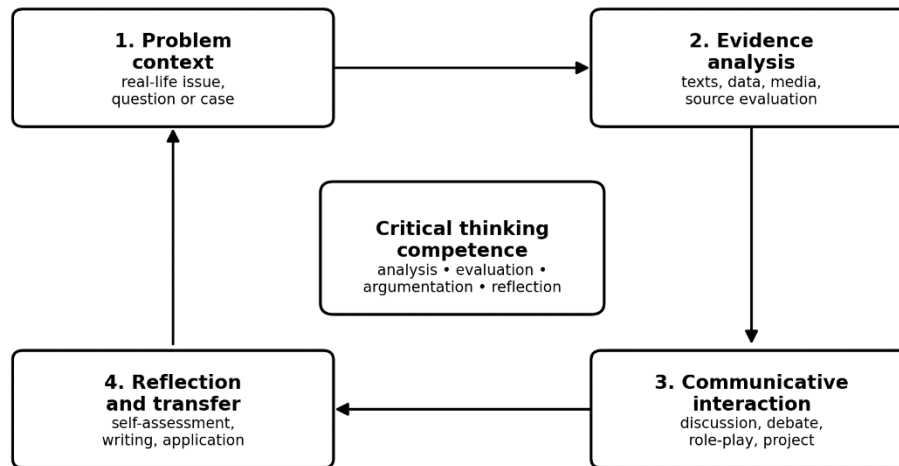 1. Problem
context
real-life issue,
question or case
2. Evidence
analysis
texts, data, media,
source evaluation
Critical thinking
competence
analysis • evaluation •
argumentation • reflection
4. Reflection
and transfer
self-assessment,
writing, application
3. Communicative
interaction
discussion, debate,
role-play, project